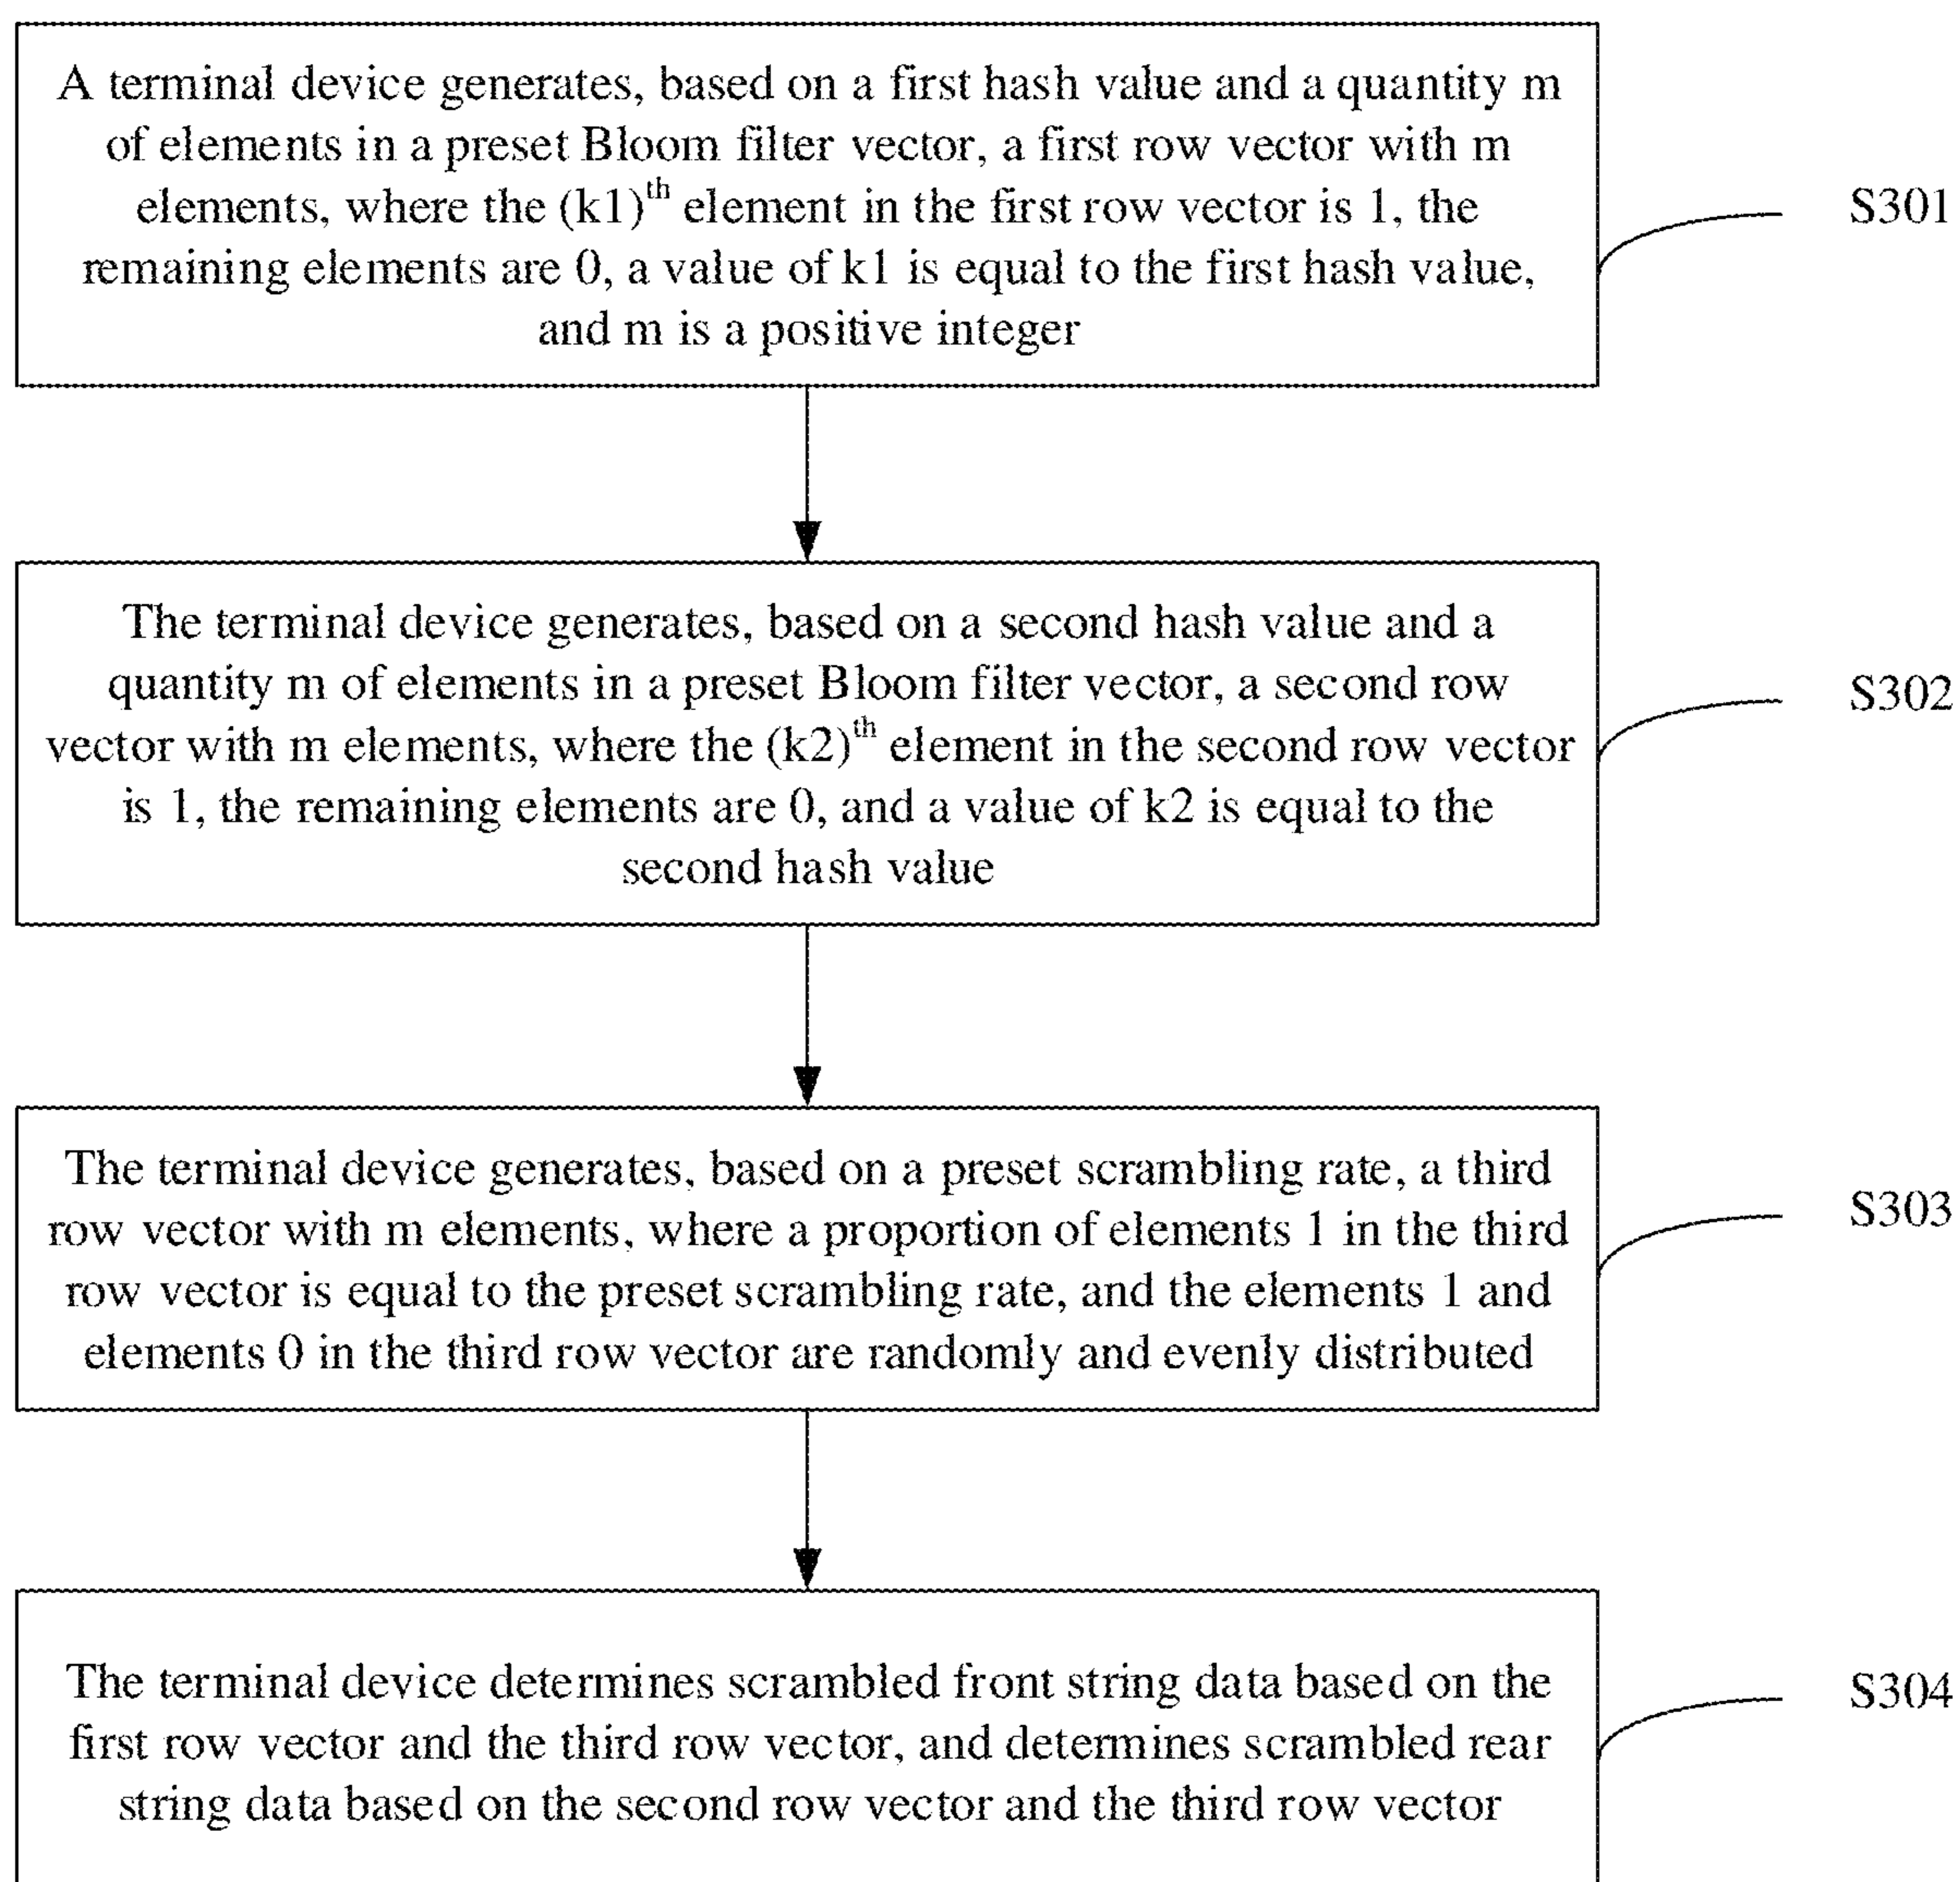 A terminal device generates, based on a first hash value and a quantity m
of elements in a preset Bloom filter vector, a first row vector with m
elements, where the (k1)th element in the first row vector is 1, the
remaining elements are 0, a value of k1 is equal to the first hash value,
and m is a positive integer
S301
The terminal device generates, based on a second hash value and a
quantity m of elements in a preset Bloom filter vector, a second row
vector with m elements, where the (k2)th element in the second row vector
is 1, the remaining elements are 0, and a value of k2 is equal to the
second hash value
S302
The terminal device generates, based on a preset scrambling rate, a third
row vector with m elements, where a proportion of elements 1 in the third
row vector is equal to the preset scrambling rate, and the elements 1 and
elements 0 in the third row vector are randomly and evenly distributed
S303
The terminal device determines scrambled front string data based on the
first row vector and the third row vector, and determines scrambled rear
string data based on the second row vector and the third row vector
S304